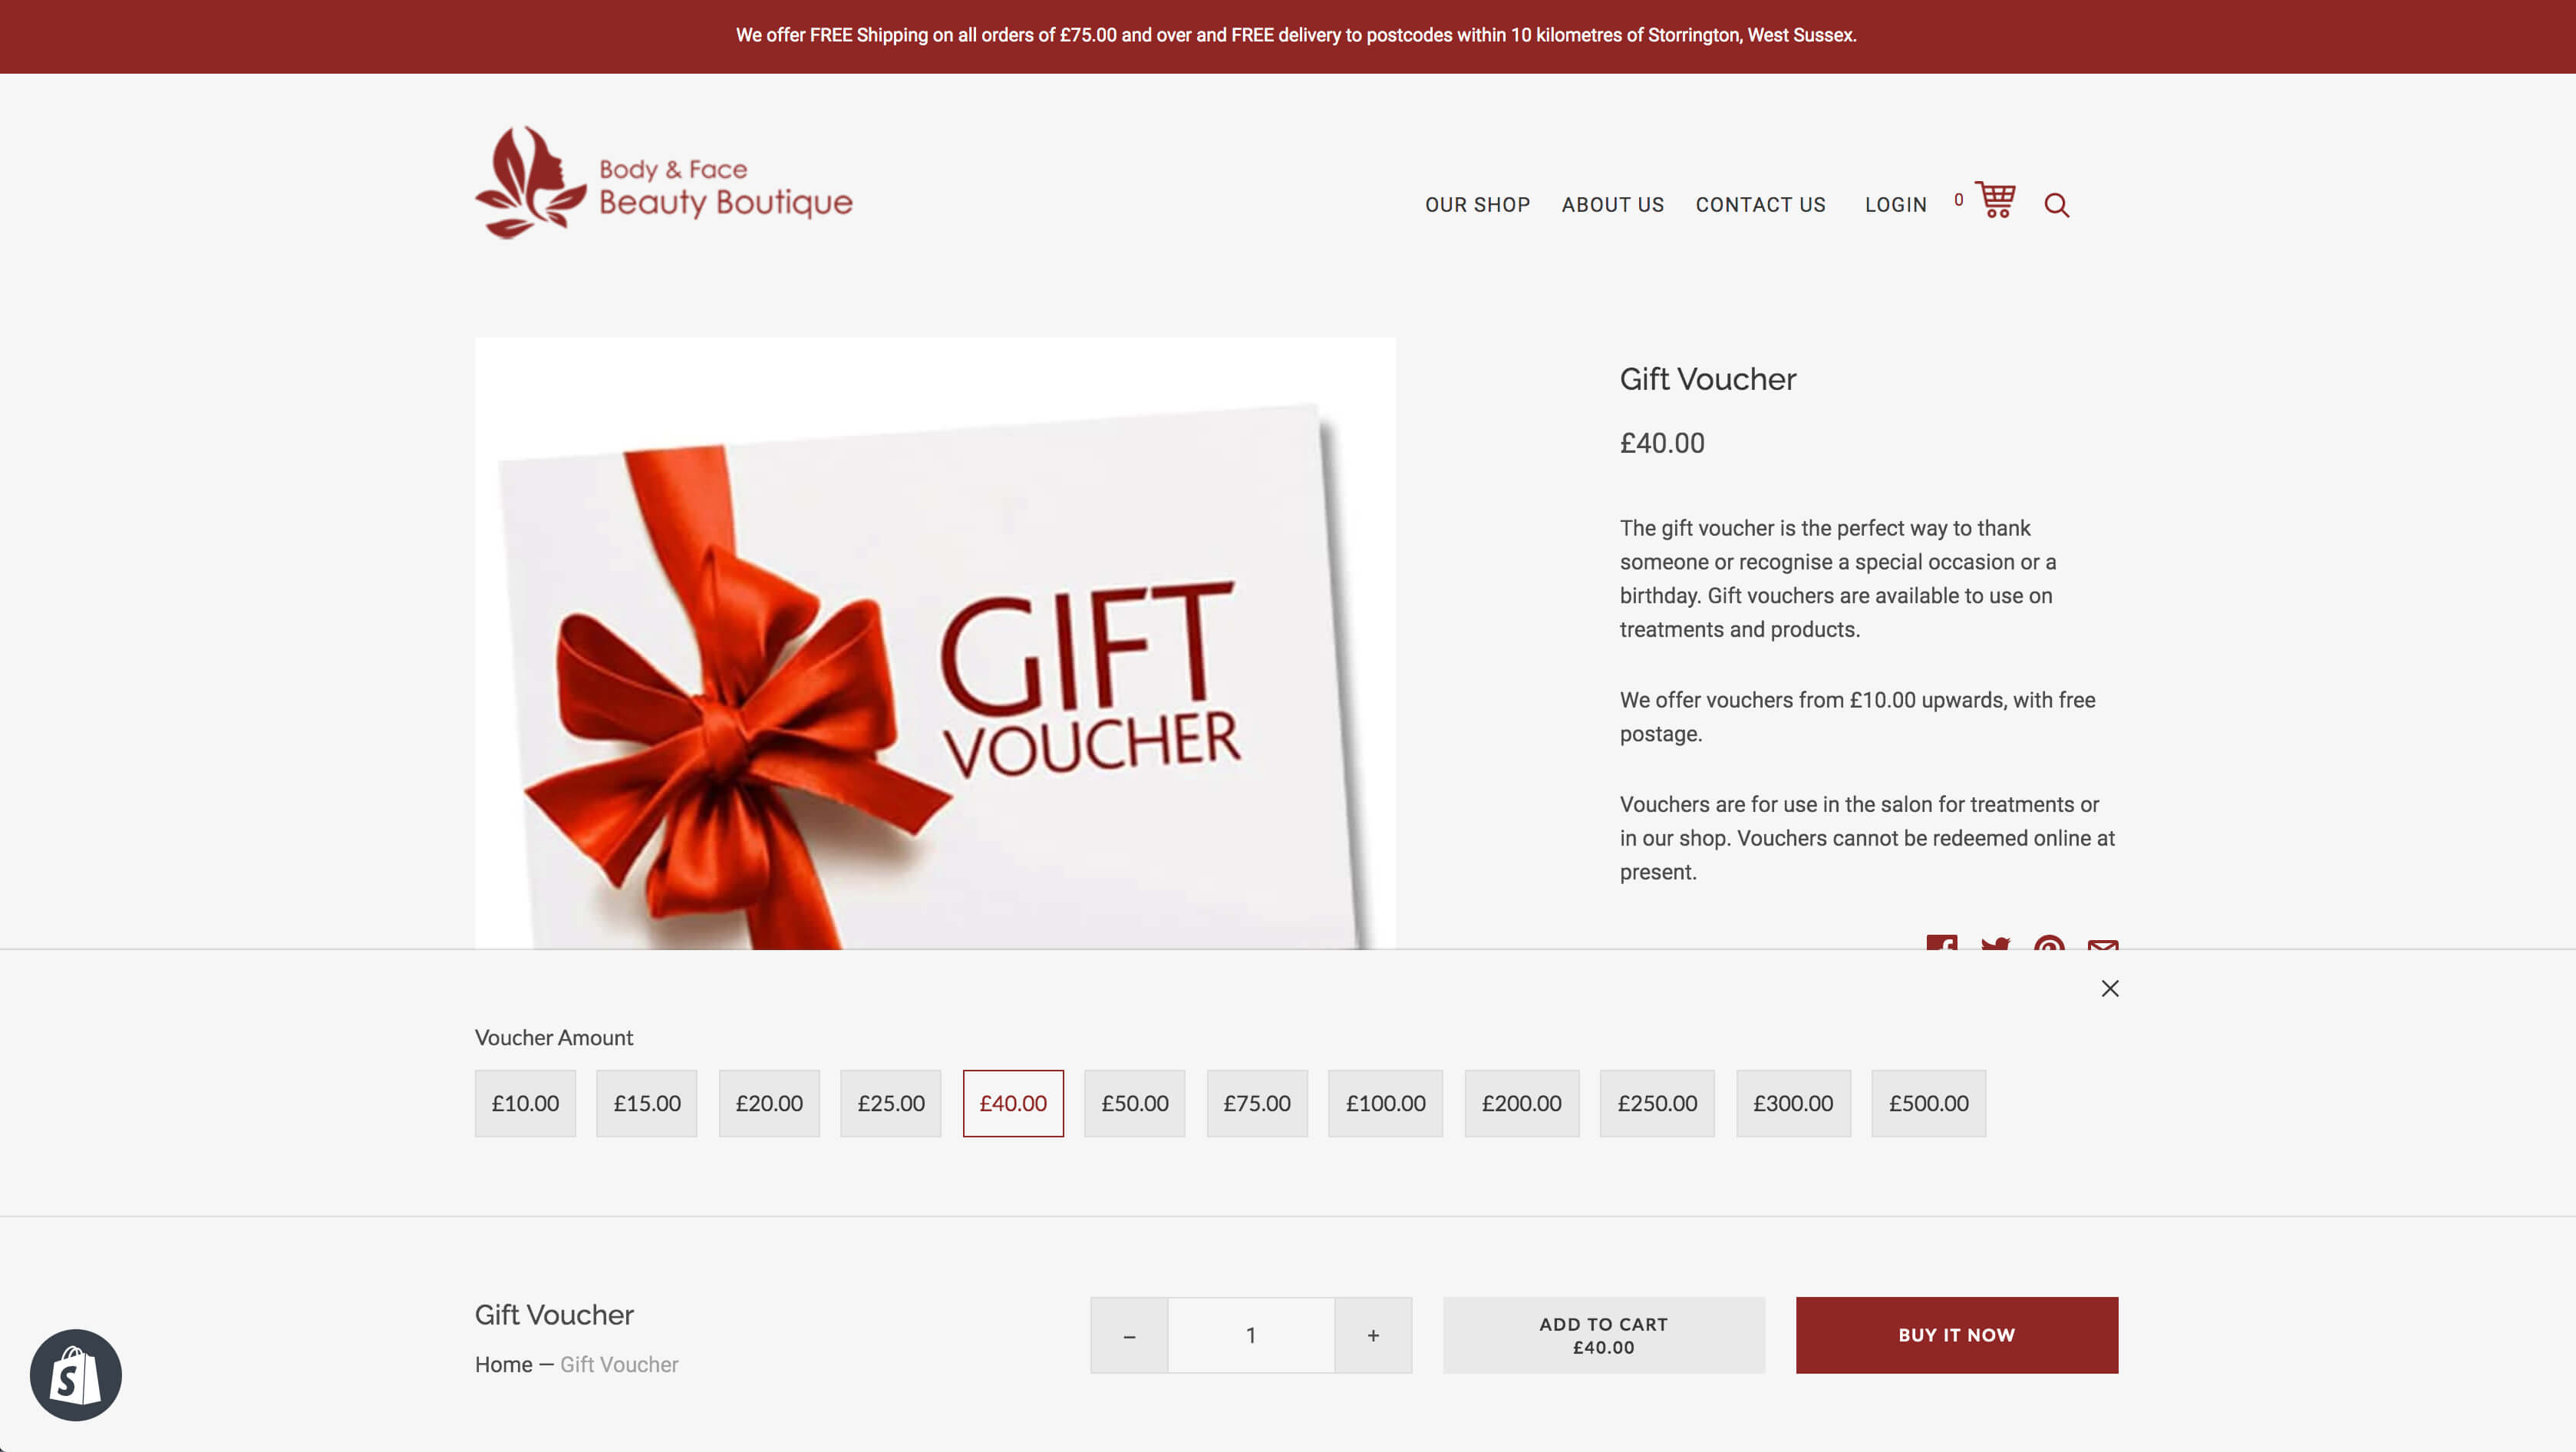 We offer FREE Shipping on all orders of £75.00 and over and FREE delivery to postcodes within 10 kilometres of Storrington, West Sussex.
Body & Face
Beauty Boutique
OUR SHOP ABOUT US CONTACT US LOGIN 0
Gift Voucher
£40.00
The gift voucher is the perfect way to thank
someone or recognise a special occasion or a
birthday. Gift vouchers are available to use on
treatments and products.
We offer vouchers from £10.00 upwards, with free
postage.
Vouchers are for use in the salon for treatments or
in our shop. Vouchers cannot be redeemed online at
present.
GIFT
VOUCHER
Voucher Amount
£10.00 £15.00 £20.00 £25.00 £40.00 £50.00 £75.00 £100.00 £200.00 £250.00 £300.00 £500.00
Gift Voucher
Home — Gift Voucher
– 1 +
ADD TO CART
£40.00
BUY IT NOW